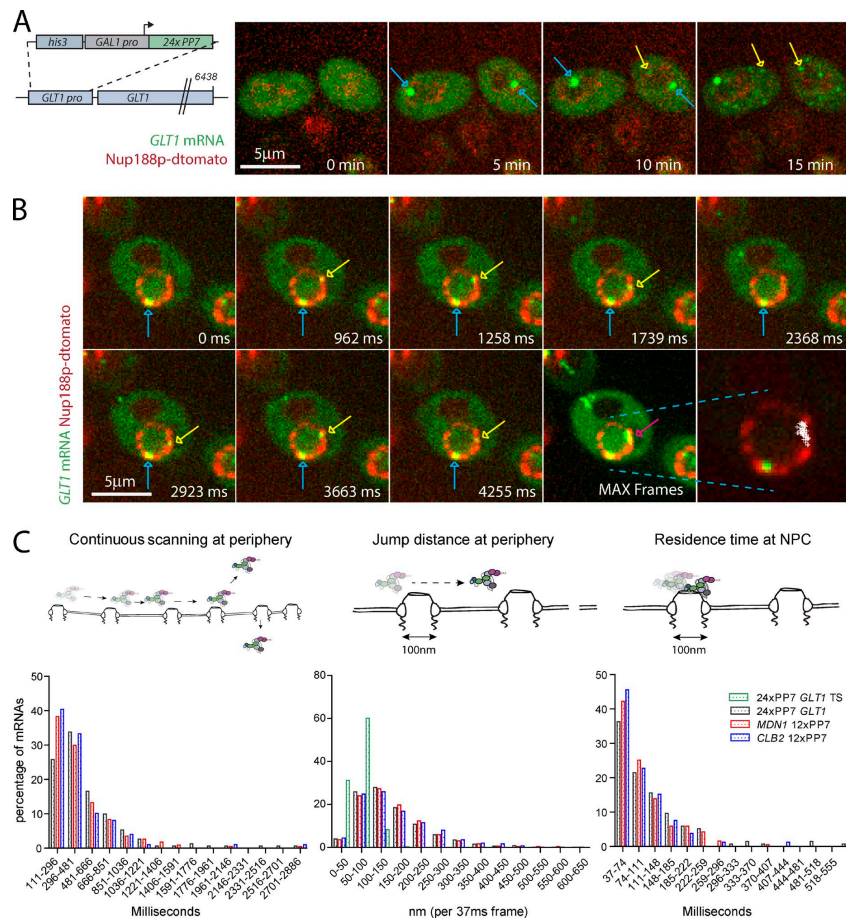 A
his3
GAL1 pro
24x PP7
6438
GLT1 pro
GLT1
GLT1 mRNA
Nup188p-dtomato
5μm
0 min
5 min
10 min
15 min
B
GLT1 mRNA Nup188p-dtomato
0 ms
962 ms
1258 ms
1739 ms
2368 ms
5μm
2923 ms
3663 ms
4255 ms
MAX Frames
C
Continuous scanning at periphery
Jump distance at periphery
Residence time at NPC
100nm
100nm
percentage of mRNAs
50
40
30
20
10
0
111-296
296-481
481-666
666-851
851-1036
1036-1221
1221-1406
1406-1591
1591-1776
1776-1961
1961-2146
2146-2331
2331-2516
2516-2701
2701-2886
Milliseconds
80
60
40
20
0
0-50
50-100
100-150
150-200
200-250
250-300
300-350
350-400
400-450
450-500
500-550
550-600
600-650
nm (per 37ms frame)
24xPP7 GLT1 TS
24xPP7 GLT1
MDN1 12xPP7
CLB2 12xPP7
50
40
30
20
10
0
37-74
74-111
111-148
148-185
185-222
222-259
259-296
296-333
333-370
370-407
407-444
444-481
481-518
518-555
Milliseconds